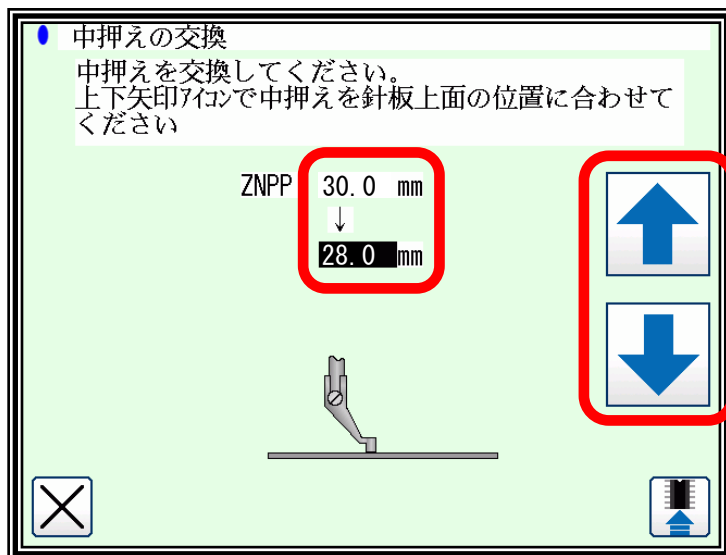 中押えの交換
中押えを交換してください。
上下矢印ｱｲｺﾝで中押えを針板上面の位置に合わせて
ください
ZNPP 30.0 mm
↓
28.0 mm